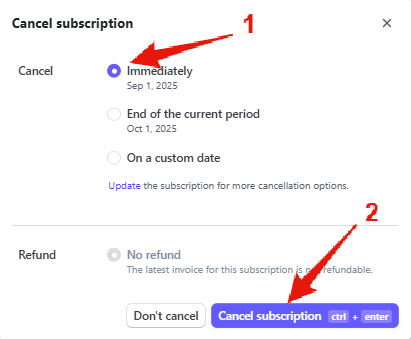 Cancel subscription
1
Cancel
Immediately
Sep 1, 2025
End of the current period
Oct 1, 2025
On a custom date
Update the subscription for more cancellation options.
2
Refund
No refund
The latest invoice for this subscription is not refundable.
Don't cancel
Cancel subscription ctrl + enter